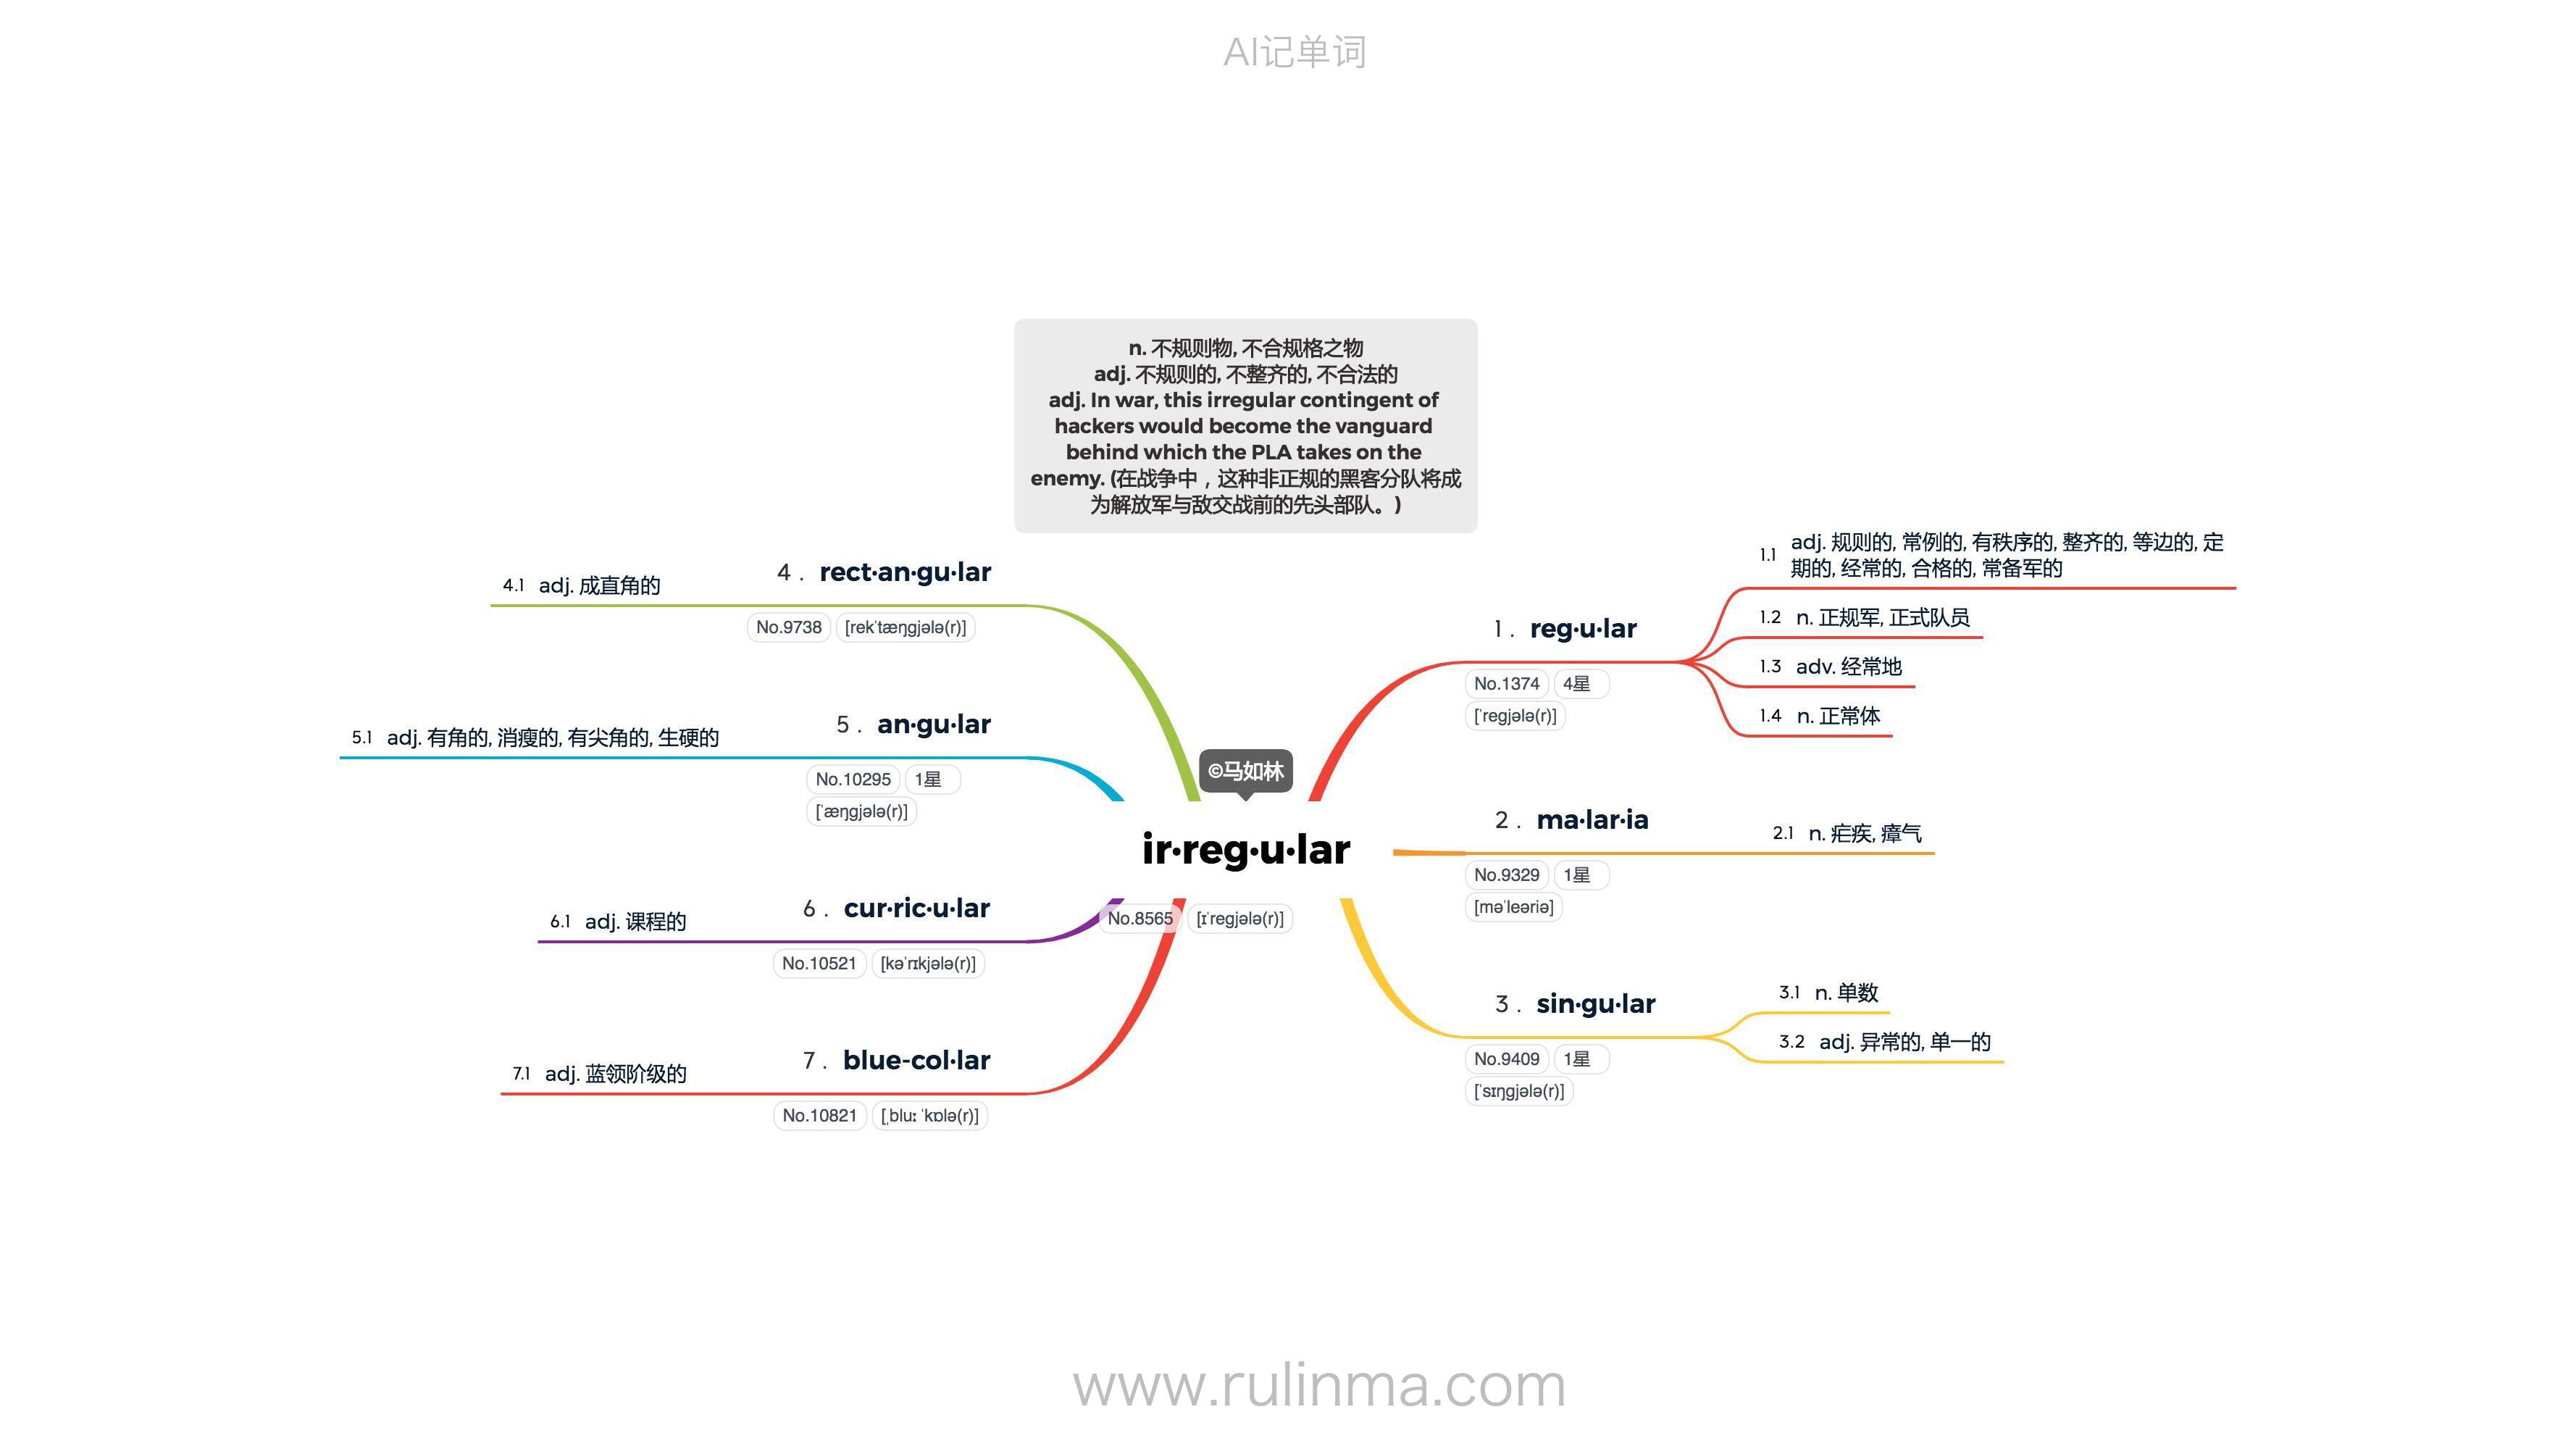 AI记单词
n. 不规则物, 不合规格之物
adj. 不规则的, 不整齐的, 不合法的
adj. In war, this irregular contingent of
hackers would become the vanguard
behind which the PLA takes on the
enemy. (在战争中，这种非正规的黑客分队将成
为解放军与敌交战前的先头部队。)
©马如林
ir·reg·u·lar
No.8565 [ɪˈregjələ(r)]
1 . reg·u·lar
No.1374 4星
[ˈregjələ(r)]
1.1 adj. 规则的, 常例的, 有秩序的, 整齐的, 等边的, 定
期的, 经常的, 合格的, 常备军的
1.2 n. 正规军, 正式队员
1.3 adv. 经常地
1.4 n. 正常体
2 . ma·lar·ia
No.9329 1星
[məˈleəriə]
2.1 n. 疟疾, 瘴气
3 . sin·gu·lar
No.9409 1星
[ˈsɪŋgjələ(r)]
3.1 n. 单数
3.2 adj. 异常的, 单一的
4 . rect·an·gu·lar
No.9738 [rekˈtæŋgjələ(r)]
4.1 adj. 成直角的
5 . an·gu·lar
No.10295 1星
[ˈæŋgjələ(r)]
5.1 adj. 有角的, 消瘦的, 有尖角的, 生硬的
6 . cur·ric·u·lar
No.10521 [kəˈrɪkjələ(r)]
6.1 adj. 课程的
7 . blue-col·lar
No.10821 [ˌbluː ˈkɒlə(r)]
7.1 adj. 蓝领阶级的
www.rulinma.com